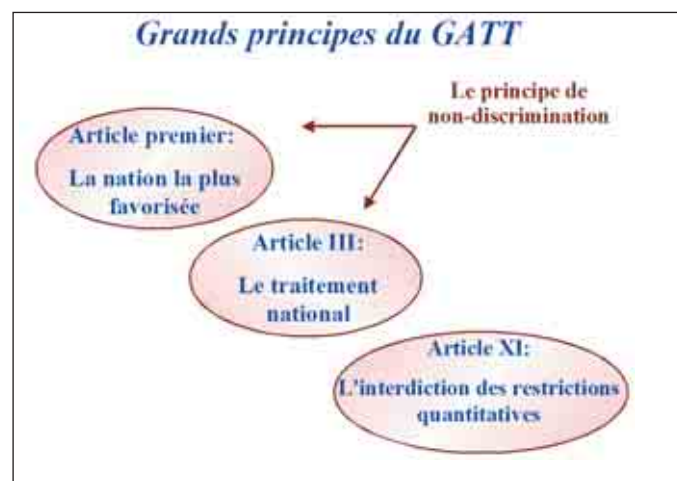 Grands principes du GATT
Le principe de
non-discrimination
Article premier:
La nation la plus
favorisée
Article III:
Le traitement
national
Article XI:
L'interdiction des restrictions
quantitatives